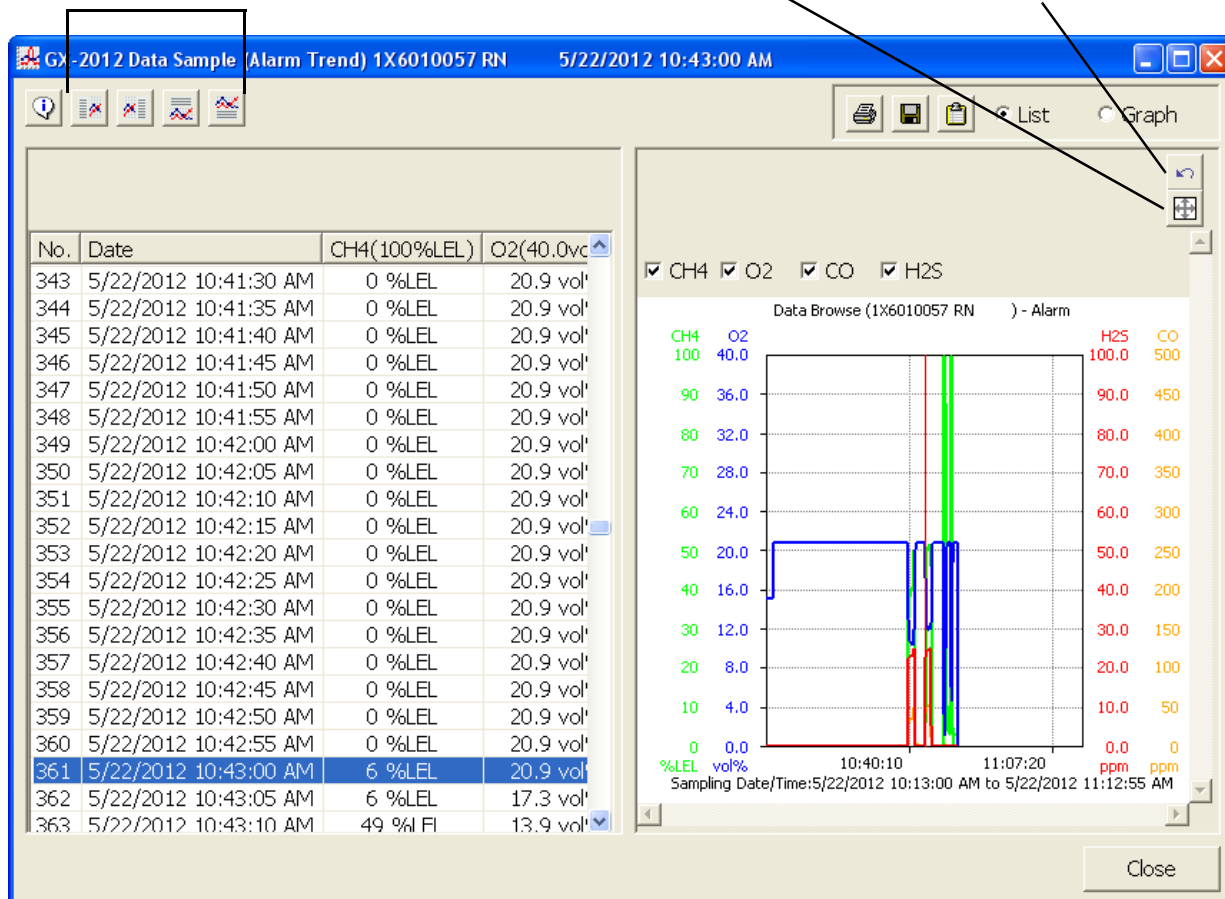 GX-2012 Data Sample (Alarm Trend) 1X6010057 RN 5/22/2012 10:43:00 AM
List Graph
No. Date CH4(100%LEL) O2(40.0vo
343 5/22/2012 10:41:30 AM 0 %LEL 20.9 vol
344 5/22/2012 10:41:35 AM 0 %LEL 20.9 vol
345 5/22/2012 10:41:40 AM 0 %LEL 20.9 vol
346 5/22/2012 10:41:45 AM 0 %LEL 20.9 vol
347 5/22/2012 10:41:50 AM 0 %LEL 20.9 vol
348 5/22/2012 10:41:55 AM 0 %LEL 20.9 vol
349 5/22/2012 10:42:00 AM 0 %LEL 20.9 vol
350 5/22/2012 10:42:05 AM 0 %LEL 20.9 vol
351 5/22/2012 10:42:10 AM 0 %LEL 20.9 vol
352 5/22/2012 10:42:15 AM 0 %LEL 20.9 vol
353 5/22/2012 10:42:20 AM 0 %LEL 20.9 vol
354 5/22/2012 10:42:25 AM 0 %LEL 20.9 vol
355 5/22/2012 10:42:30 AM 0 %LEL 20.9 vol
356 5/22/2012 10:42:35 AM 0 %LEL 20.9 vol
357 5/22/2012 10:42:40 AM 0 %LEL 20.9 vol
358 5/22/2012 10:42:45 AM 0 %LEL 20.9 vol
359 5/22/2012 10:42:50 AM 0 %LEL 20.9 vol
360 5/22/2012 10:42:55 AM 0 %LEL 20.9 vol
361 5/22/2012 10:43:00 AM 6 %LEL 20.9 vol
362 5/22/2012 10:43:05 AM 6 %LEL 17.3 vol
363 5/22/2012 10:43:10 AM 49 %LEL 13.9 vol
CH4 O2 CO H2S
Data Browse (1X6010057 RN ) - Alarm
CH4 O2 H2S CO
100 40.0 100.0 500
90 36.0 90.0 450
80 32.0 80.0 400
70 28.0 70.0 350
60 24.0 60.0 300
50 20.0 50.0 250
40 16.0 40.0 200
30 12.0 30.0 150
20 8.0 20.0 100
10 4.0 10.0 50
0 0.0 0.0 0
%LEL vol% 10:40:10 11:07:20 ppm ppm
Sampling Date/Time:5/22/2012 10:13:00 AM to 5/22/2012 11:12:55 AM
Close